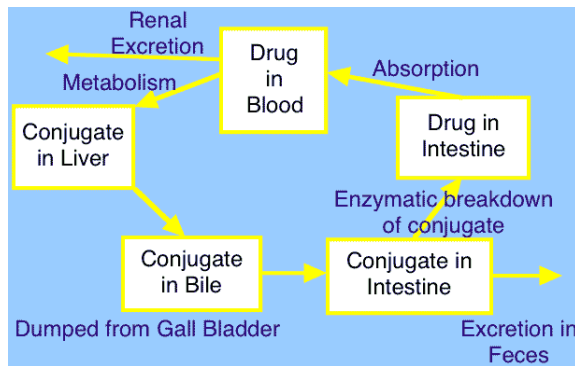 Renal
Excretion
Drug
in
Blood
Absorption
Metabolism
Conjugate
in Liver
Drug in
Intestine
Enzymatic breakdown
of conjugate
Conjugate
in Bile
Conjugate in
Intestine
Dumped from Gall Bladder
Excretion in
Feces